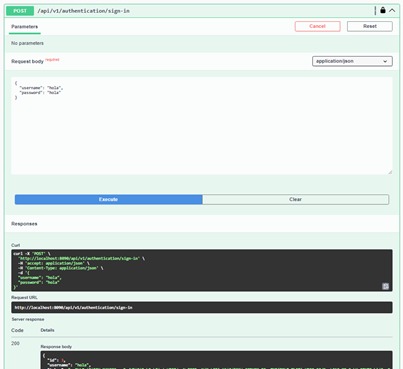 POST /api/v1/authentication/sign-in
Parameters
Cancel
Reset
No parameters
Request body required
application/json
{
"username": "hola",
"password": "hola"
}
Execute
Clear
Responses
Curl
curl -X 'POST' \
'http://localhost:8090/api/v1/authentication/sign-in' \
-H 'accept: application/json' \
-H 'Content-Type: application/json' \
-d '{
"username": "hola",
"password": "hola"
}'
Request URL
http://localhost:8090/api/v1/authentication/sign-in
Server response
Code
Details
200
Response body
{
"id":
"username": "hola",